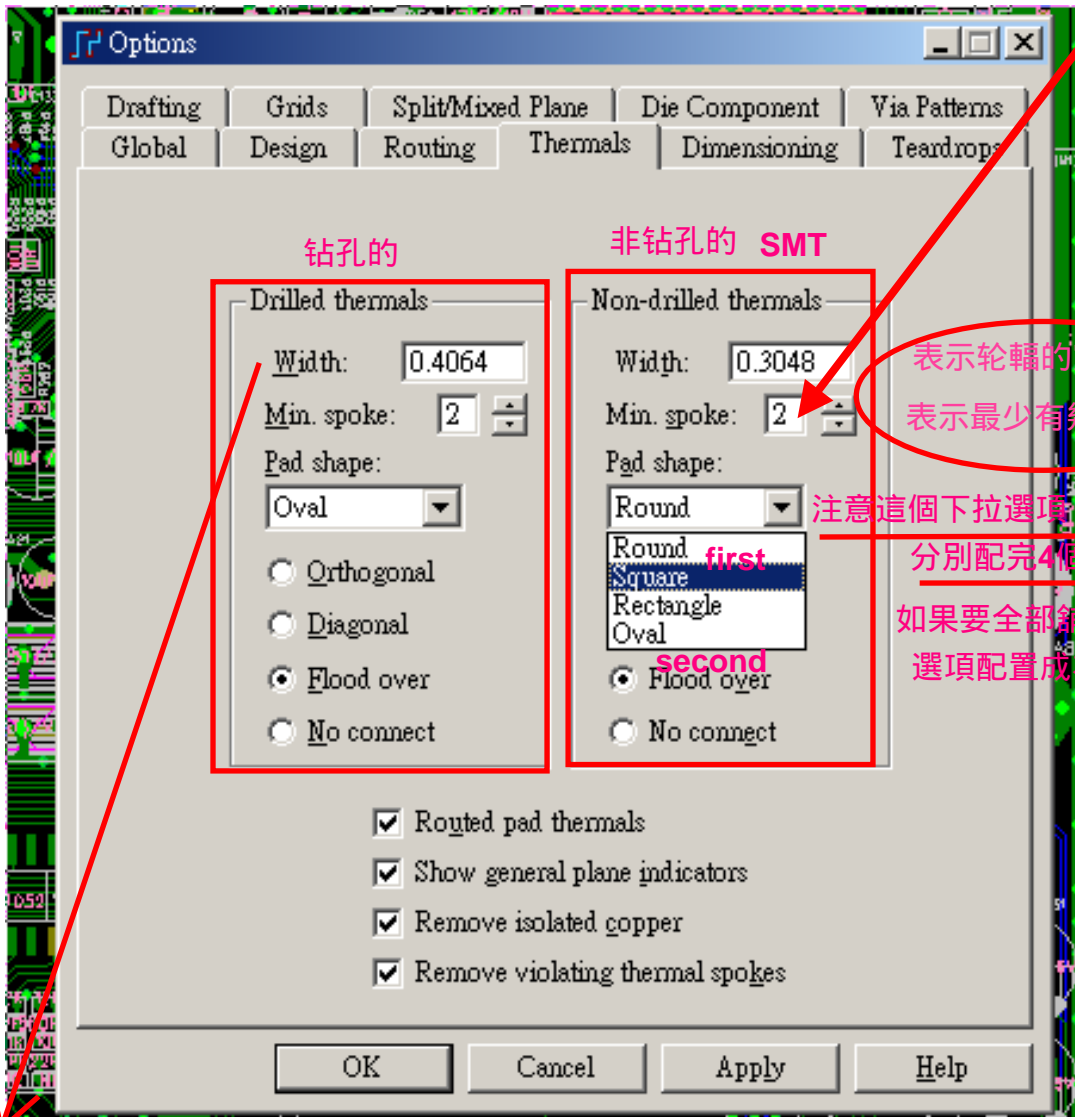 Options
Drafting Grids Split/Mixed Plane Die Component Via Patterns
Global Design Routing Thermals Dimensioning Teardrops
钻孔的
非钻孔的 SMT
Drilled thermals
Width: 0.4064
Min. spoke: 2
Pad shape:
Oval
Orthogonal
Diagonal
Flood over
No connect
Non-drilled thermals
Width: 0.3048
Min. spoke: 2
Pad shape:
Round
Round
Square
Rectangle
Oval
first
second
Flood over
No connect
表示轮輻的
表示最少有
注意這個下拉選項
分別配完4個
如果要全部
選項配置成
Routed pad thermals
Show general plane indicators
Remove isolated copper
Remove violating thermal spokes
OK Cancel Apply Help